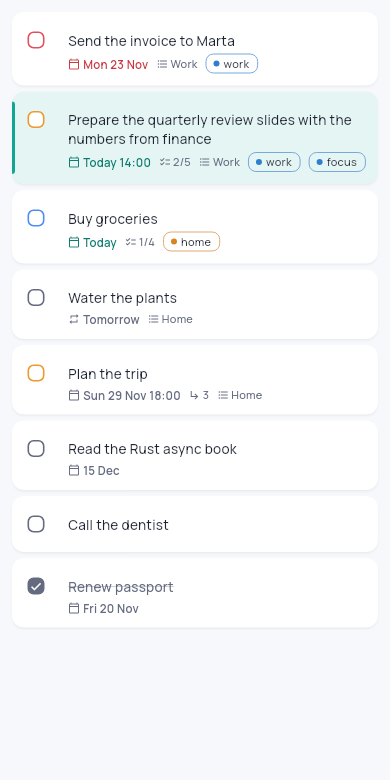 Send the invoice to Marta
Mon 23 Nov Work work
Prepare the quarterly review slides with the
numbers from finance
Today 14:00 2/5 Work work focus
Buy groceries
Today 1/4 home
Water the plants
Tomorrow Home
Plan the trip
Sun 29 Nov 18:00 3 Home
Read the Rust async book
15 Dec
Call the dentist
Renew passport
Fri 20 Nov